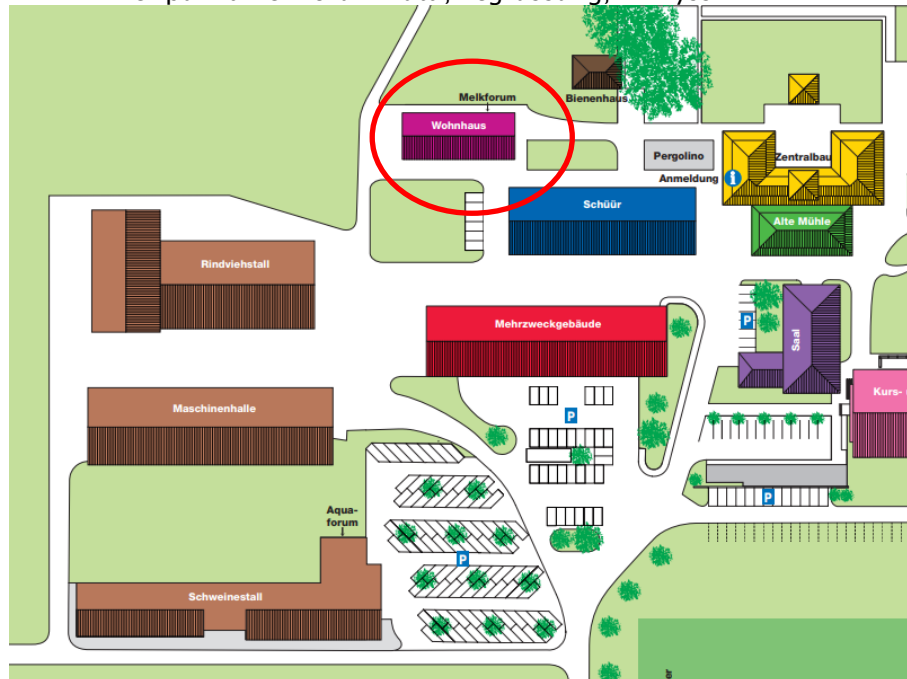 Melkforum
Bienenhaus
Wohnhaus
Pergolino
Zentralbau
Anmeldung
i
Schüür
Alte Mühle
Rindviehstall
Mehrzweckgebäude
P
Saal
Maschinenhalle
Kurs-
P
P
Aqua-
forum
P
Schweinestall